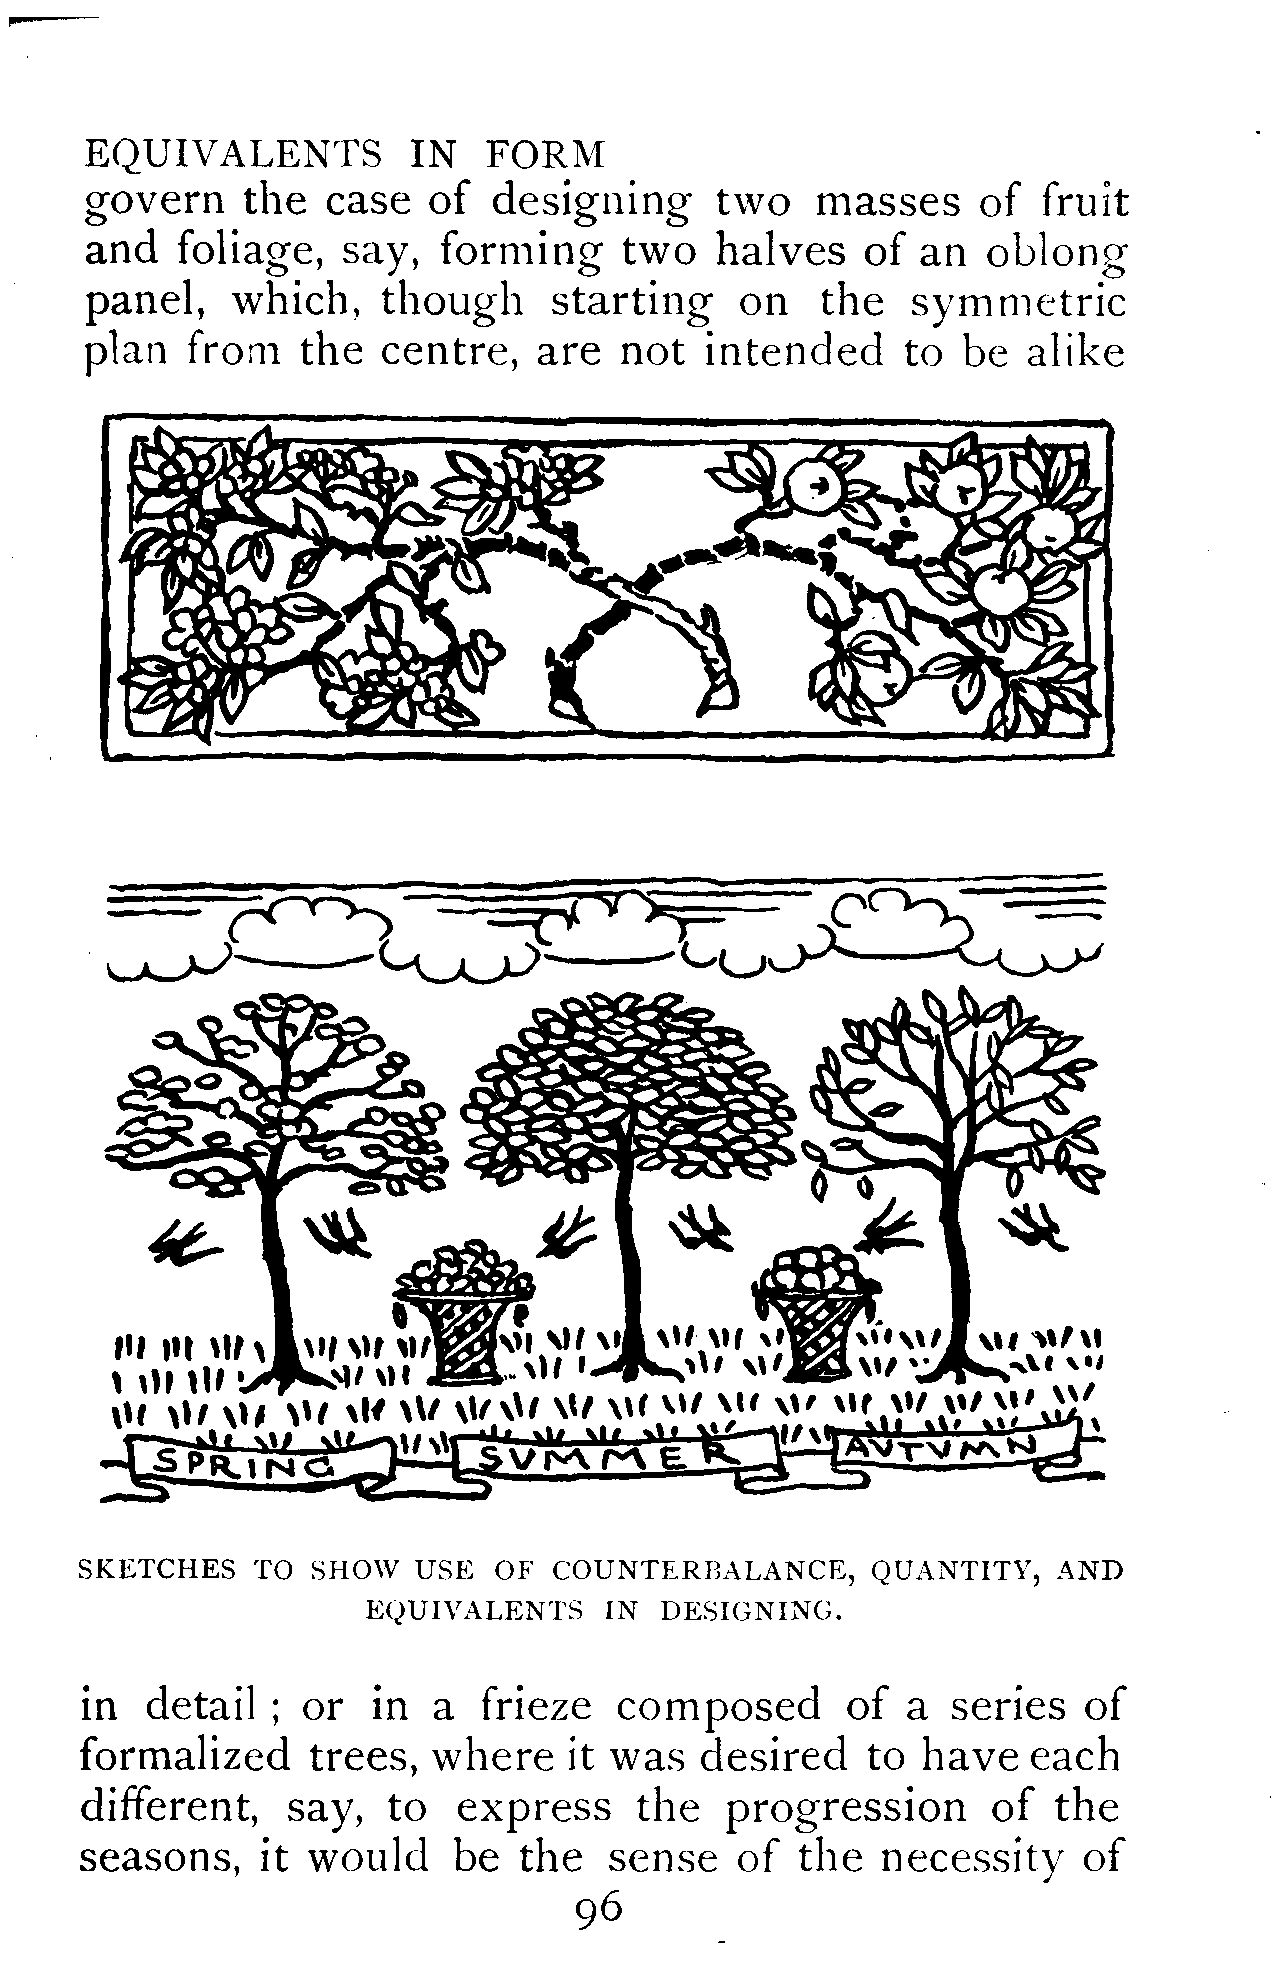 EQUIVALENTS IN FORM
govern the case of designing two masses of fruit
and foliage, say, forming two halves of an oblong
panel, which, though starting on the symmetric
plan from the centre, are not intended to be alike
SPRING SVMMER AVTVMN
SKETCHES TO SHOW USE OF COUNTERBALANCE, QUANTITY, AND
EQUIVALENTS IN DESIGNING.
in detail ; or in a frieze composed of a series of
formalized trees, where it was desired to have each
different, say, to express the progression of the
seasons, it would be the sense of the necessity of
96